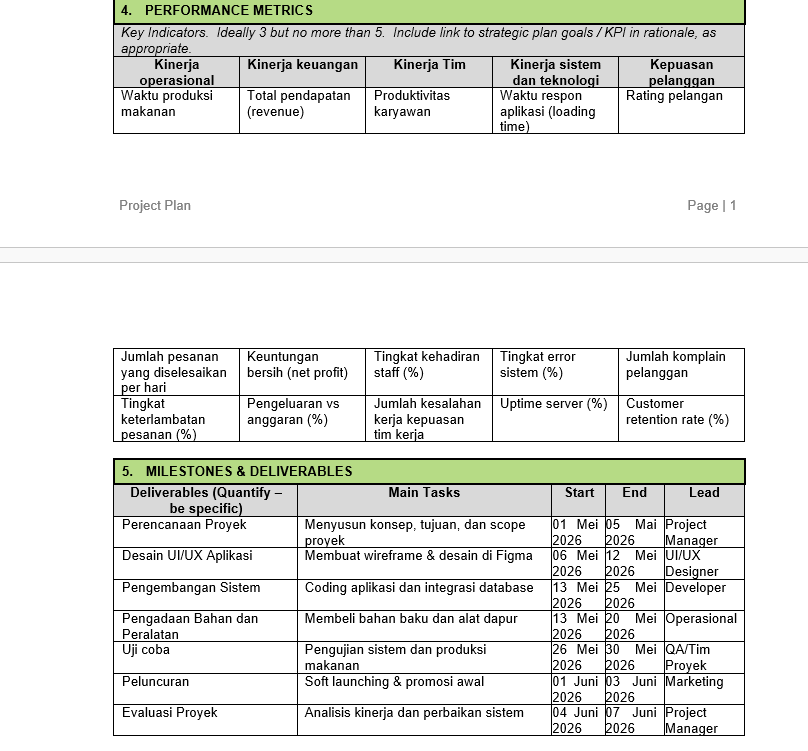 4. PERFORMANCE METRICS
Key Indicators. Ideally 3 but no more than 5. Include link to strategic plan goals / KPI in rationale, as
appropriate.
Kinerja operasional | Kinerja keuangan | Kinerja Tim | Kinerja sistem dan teknologi | Kepuasan pelanggan
Waktu produksi makanan | Total pendapatan (revenue) | Produktivitas karyawan | Waktu respon aplikasi (loading time) | Rating pelangan
Project Plan Page | 1
Jumlah pesanan yang diselesaikan per hari | Keuntungan bersih (net profit) | Tingkat kehadiran staff (%) | Tingkat error sistem (%) | Jumlah komplain pelanggan
Tingkat keterlambatan pesanan (%) | Pengeluaran vs anggaran (%) | Jumlah kesalahan kerja kepuasan tim kerja | Uptime server (%) | Customer retention rate (%)
5. MILESTONES & DELIVERABLES
Deliverables (Quantify – be specific) | Main Tasks | Start | End | Lead
Perencanaan Proyek | Menyusun konsep, tujuan, dan scope proyek | 01 Mei 2026 | 05 Mai 2026 | Project Manager
Desain UI/UX Aplikasi | Membuat wireframe & desain di Figma | 06 Mei 2026 | 12 Mei 2026 | UI/UX Designer
Pengembangan Sistem | Coding aplikasi dan integrasi database | 13 Mei 2026 | 25 Mei 2026 | Developer
Pengadaan Bahan dan Peralatan | Membeli bahan baku dan alat dapur | 13 Mei 2026 | 20 Mei 2026 | Operasional
Uji coba | Pengujian sistem dan produksi makanan | 26 Mei 2026 | 30 Mei 2026 | QA/Tim Proyek
Peluncuran | Soft launching & promosi awal | 01 Juni 2026 | 03 Juni 2026 | Marketing
Evaluasi Proyek | Analisis kinerja dan perbaikan sistem | 04 Juni 2026 | 07 Juni 2026 | Project Manager